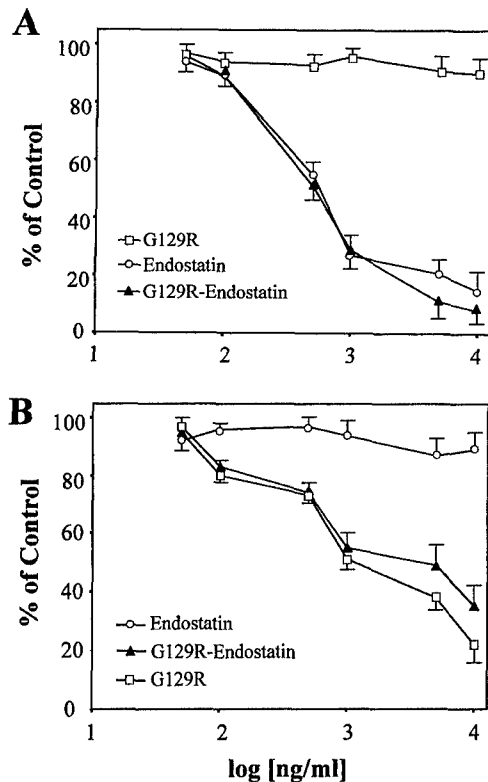 A
% of Control
100
80
60
40
20
0
G129R
Endostatin
G129R-Endostatin
1
2
3
4
B
% of Control
100
80
60
40
20
0
Endostatin
G129R-Endostatin
G129R
1
2
3
4
log [ng/ml]